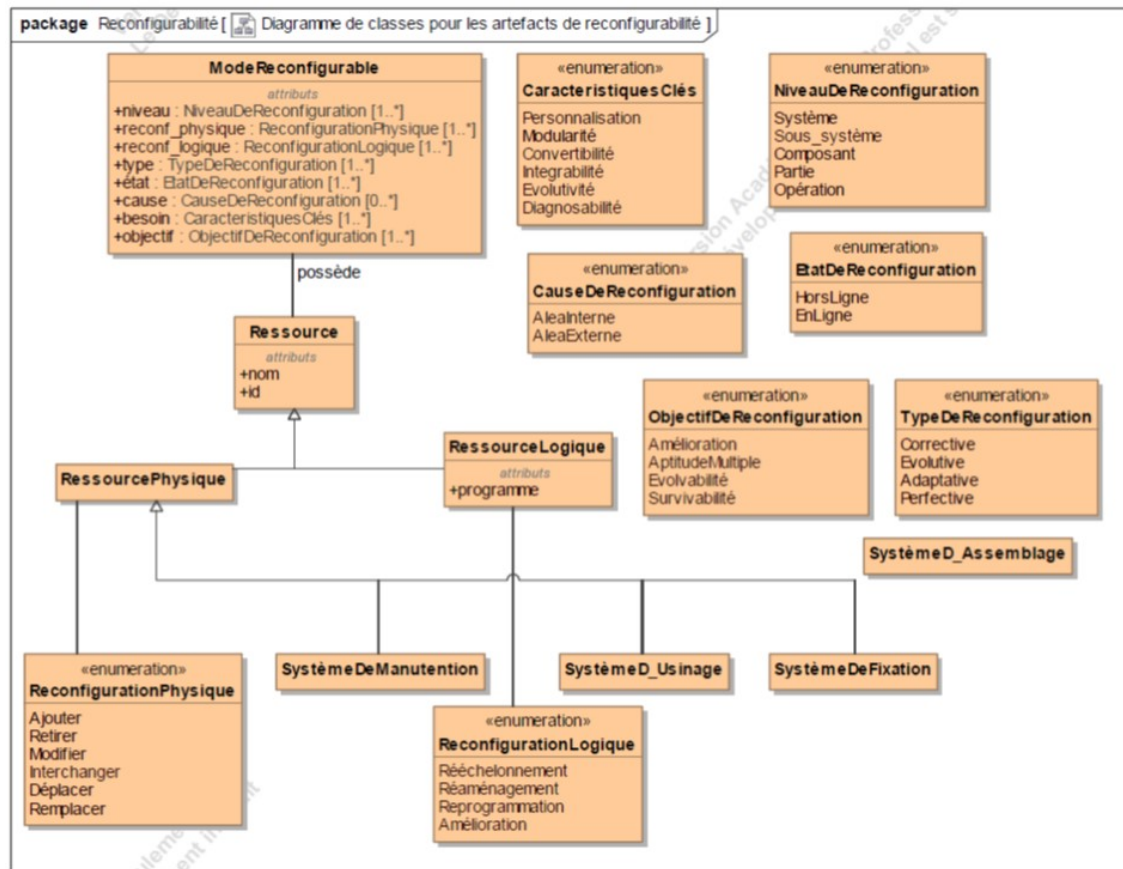 package Reconfigurabilité [ Diagramme de classes pour les artefacts de reconfigurabilité ]
ModeReconfigurable
attributs
+niveau : NiveauDeReconfiguration [1..*]
+reconf_physique : ReconfigurationPhysique [1..*]
+reconf_logique : ReconfigurationLogique [1..*]
+type : TypeDeReconfiguration [1..*]
+état : EtatDeReconfiguration [1..*]
+cause : CauseDeReconfiguration [0..*]
+besoin : CaracteristiquesClés [1..*]
+objectif : ObjectifDeReconfiguration [1..*]
«enumeration»
CaracteristiquesClés
Personnalisation
Modularité
Convertibilité
Integrabilité
Evolutivité
Diagnosabilité
«enumeration»
NiveauDeReconfiguration
Système
Sous_système
Composant
Partie
Opération
possède
«enumeration»
CauseDeReconfiguration
AleaInterne
AleaExterne
«enumeration»
EtatDeReconfiguration
HorsLigne
EnLigne
Ressource
attributs
+nom
+id
«enumeration»
ObjectifDeReconfiguration
Amélioration
AptitudeMultiple
Evolvabilité
Survivabilité
«enumeration»
TypeDeReconfiguration
Corrective
Evolutive
Adaptative
Perfective
RessourcePhysique
RessourceLogique
attributs
+programme
SystèmeD_Assemblage
«enumeration»
ReconfigurationPhysique
Ajouter
Retirer
Modifier
Interchanger
Déplacer
Remplacer
SystèmeDeManutention
SystèmeD_Usinage
SystèmeDeFixation
«enumeration»
ReconfigurationLogique
Rééchelonnement
Réaménagement
Reprogrammation
Amélioration